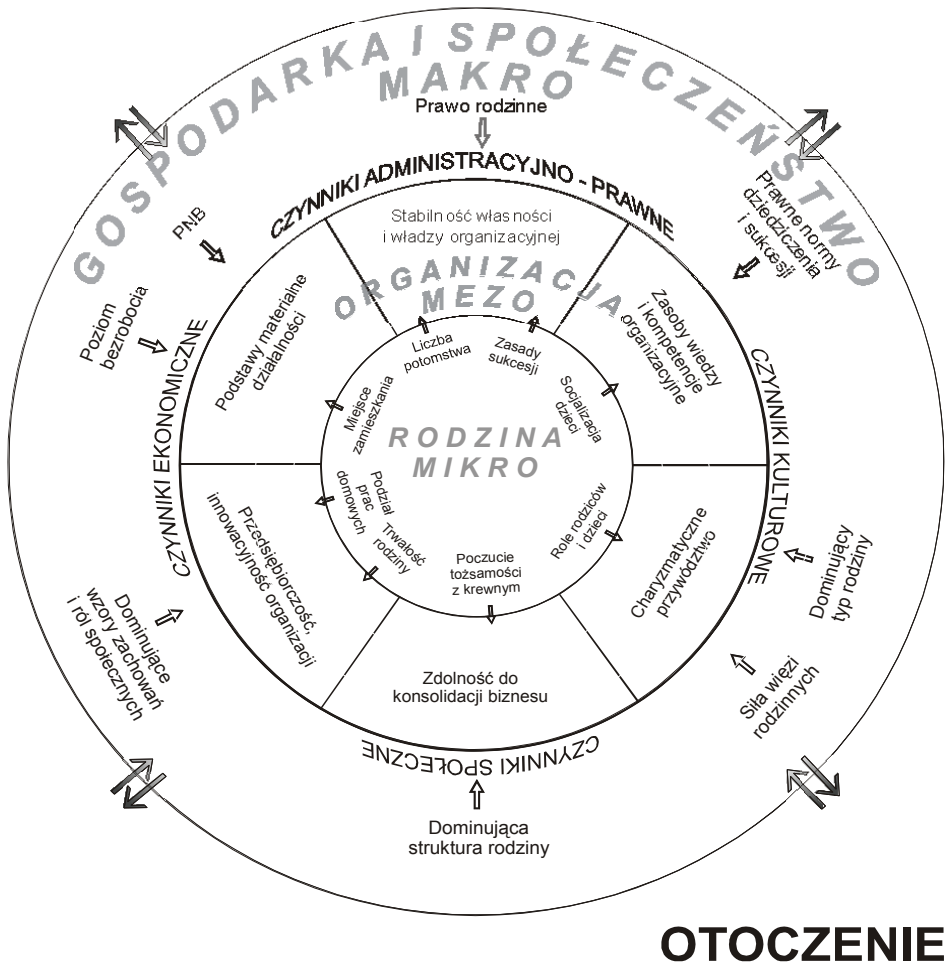 GOSPODARKA I SPOŁECZEŃSTWO
MAKRO
Prawo rodzinne
CZYNNIKI ADMINISTRACYJNO - PRAWNE
Prawne normy
dziedziczenia
i sukcesji
PNB
Poziom
bezrobocia
CZYNNIKI EKONOMICZNE
CZYNNIKI KULTUROWE
Stabilność własności
i władzy organizacyjnej
ORGANIZACJA
MEZO
Podstawy materialne
działalności
Zasoby wiedzy
i kompetencje
organizacyjne
Liczba
potomstwa
Zasady
sukcesji
Miejsce
zamieszkania
Socjalizacja
dzieci
RODZINA
MIKRO
Podział
prac
domowych
Trwałość
rodziny
Poczucie
tożsamości
z krewnym
Role rodziców
i dzieci
Przedsiębiorczość,
innowacyjność organizacji
Charyzmatyczne
przywództwo
Zdolność do
konsolidacji biznesu
Dominujący
typ rodziny
Siła więzi
rodzinnych
Dominujące
wzory zachowań
i ról społecznych
CZYNNIKI SPOŁECZNE
Dominująca
struktura rodziny
OTOCZENIE